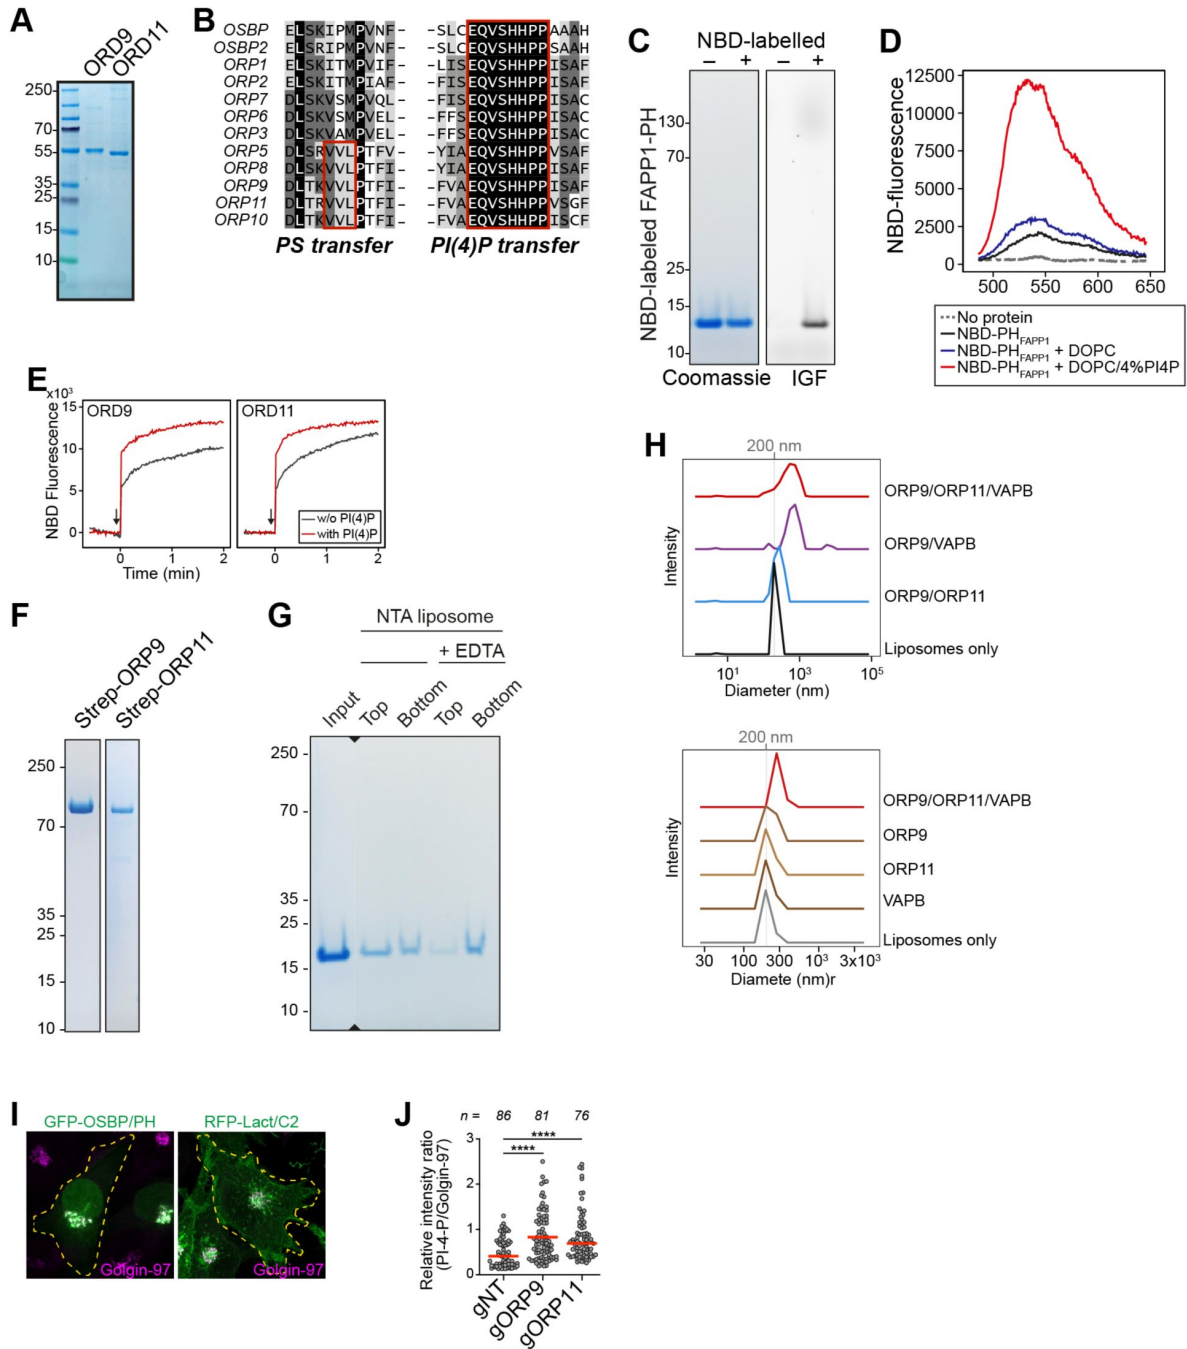 A
ORD9
ORD11
250
70
55
35
25
15
10
B
OSBP ELSKIPMPVNF- -SLCEQVSHHPPAAAH
OSBP2 ELSRIPMPVNF- -SLCEQVSHHPPSAAH
ORP1 ELSKITMPVIF- -LISEQVSHHPPISAF
ORP2 ELSKITMPIAF- -FISEQVSHHPPISAF
ORP7 DLSKVSMPVQL- -FISEQVSHHPPISAC
ORP6 DLSKVSMPVEL- -FFSEQVSHHPPISAC
ORP3 DLSKVAMPVEL- -FFSEQVSHHPPISAC
ORP5 DLSRVVLPTFV- -YIAEQVSHHPPVSAF
ORP8 DLSKVVLPTFI- -YIAEQVSHHPPISAF
ORP9 DLTKVVLPTFI- -FVAEQVSHHPPISAF
ORP11 DLTRVVLPTFI- -FVAEQVSHHPPVSGF
ORP10 DLTKVVLPTFI- -FVAEQVSHHPPISCF
PS transfer PI(4)P transfer
C
NBD-labelled
– + – +
NBD-labeled FAPP1-PH
130
70
25
15
10
Coomassie IGF
D
NBD-fluorescence
12500
10000
7500
5000
2500
0
500 550 600 650
No protein
NBD-PHFAPP1
NBD-PHFAPP1 + DOPC
NBD-PHFAPP1 + DOPC/4%PI4P
E
x10³
NBD Fluorescence
15
10
5
0
ORD9
ORD11
w/o PI(4)P
with PI(4)P
0 1 2 0 1 2
Time (min)
F
Strep-ORP9
Strep-ORP11
250
70
35
25
15
10
G
NTA liposome
+ EDTA
Input Top Bottom Top Bottom
250
70
35
25
15
10
H
200 nm
Intensity
ORP9/ORP11/VAPB
ORP9/VAPB
ORP9/ORP11
Liposomes only
10¹ 10³ 10⁵
Diameter (nm)
200 nm
Intensity
ORP9/ORP11/VAPB
ORP9
ORP11
VAPB
Liposomes only
30 100 300 10³ 3x10³
Diamete (nm)r
I
GFP-OSBP/PH RFP-Lact/C2
Golgin-97 Golgin-97
J
n = 86 81 76
****
****
Relative intensity ratio
(PI-4-P/Golgin-97)
3
2
1
0
gNT
gORP9
gORP11